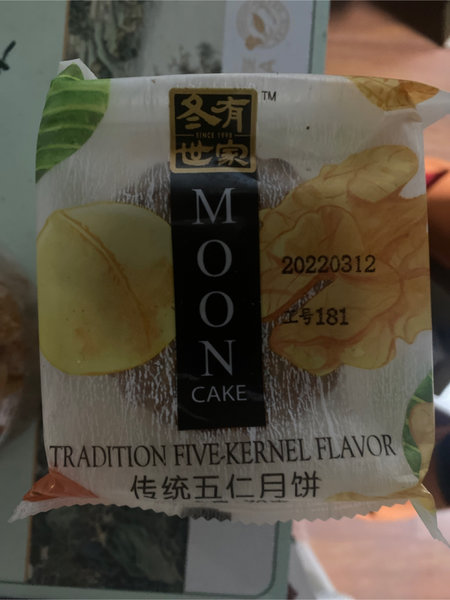 冬有
SINCE 1998
世家
TM
MOON
CAKE
20220312
工号181
TRADITION FIVE-KERNEL FLAVOR
传统五仁月饼